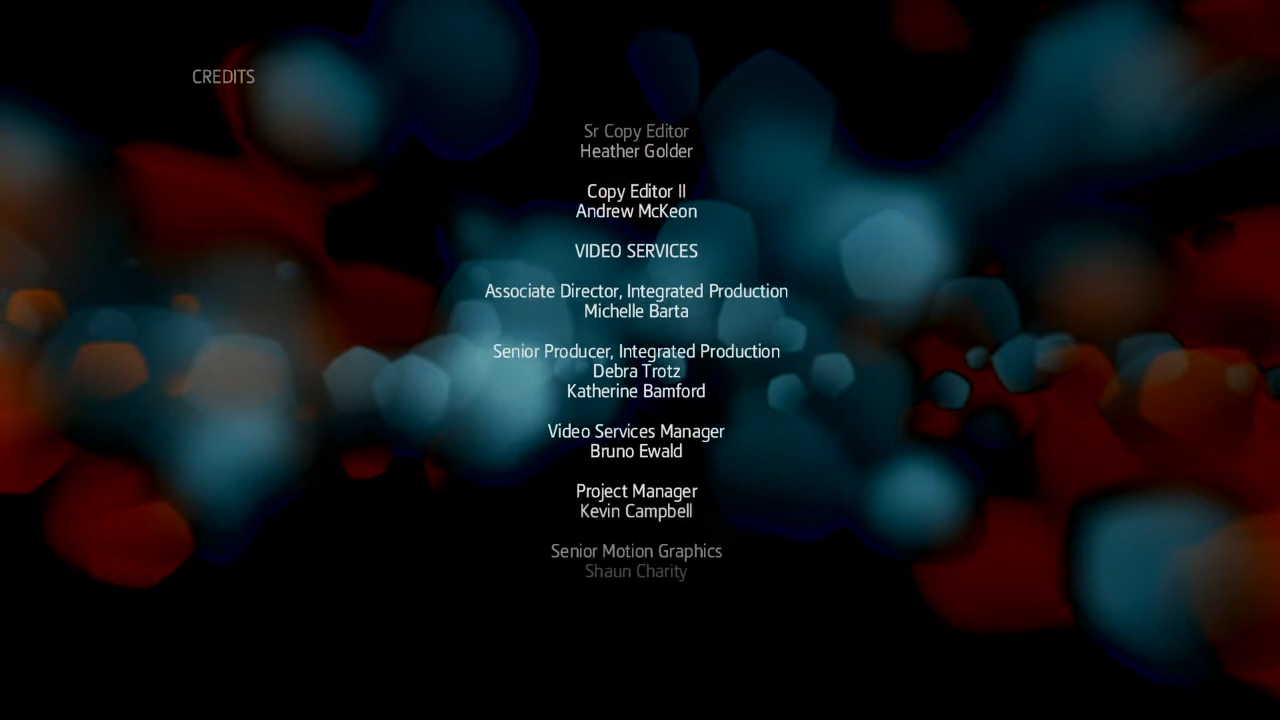 CREDITS
Sr Copy Editor
Heather Golder
Copy Editor II
Andrew McKeon
VIDEO SERVICES
Associate Director, Integrated Production
Michelle Barta
Senior Producer, Integrated Production
Debra Trotz
Katherine Bamford
Video Services Manager
Bruno Ewald
Project Manager
Kevin Campbell
Senior Motion Graphics
Shaun Charity